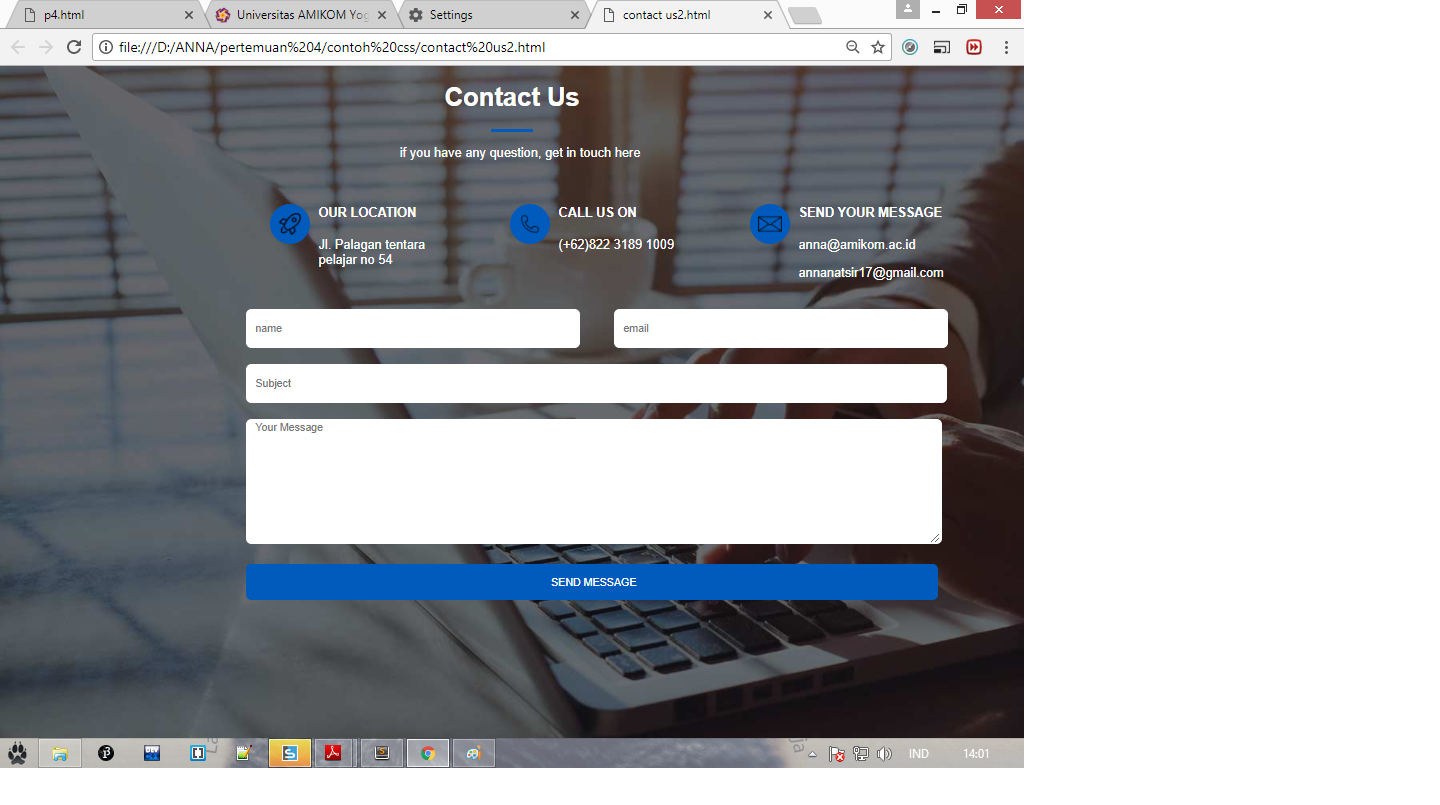 p4.html
Universitas AMIKOM Yog
Settings
contact us2.html
file:///D:/ANNA/pertemuan%204/contoh%20css/contact%20us2.html
Contact Us
if you have any question, get in touch here
OUR LOCATION
Jl. Palagan tentara
pelajar no 54
CALL US ON
(+62)822 3189 1009
SEND YOUR MESSAGE
anna@amikom.ac.id
annanatsir17@gmail.com
name
email
Subject
Your Message
SEND MESSAGE
IND
14:01